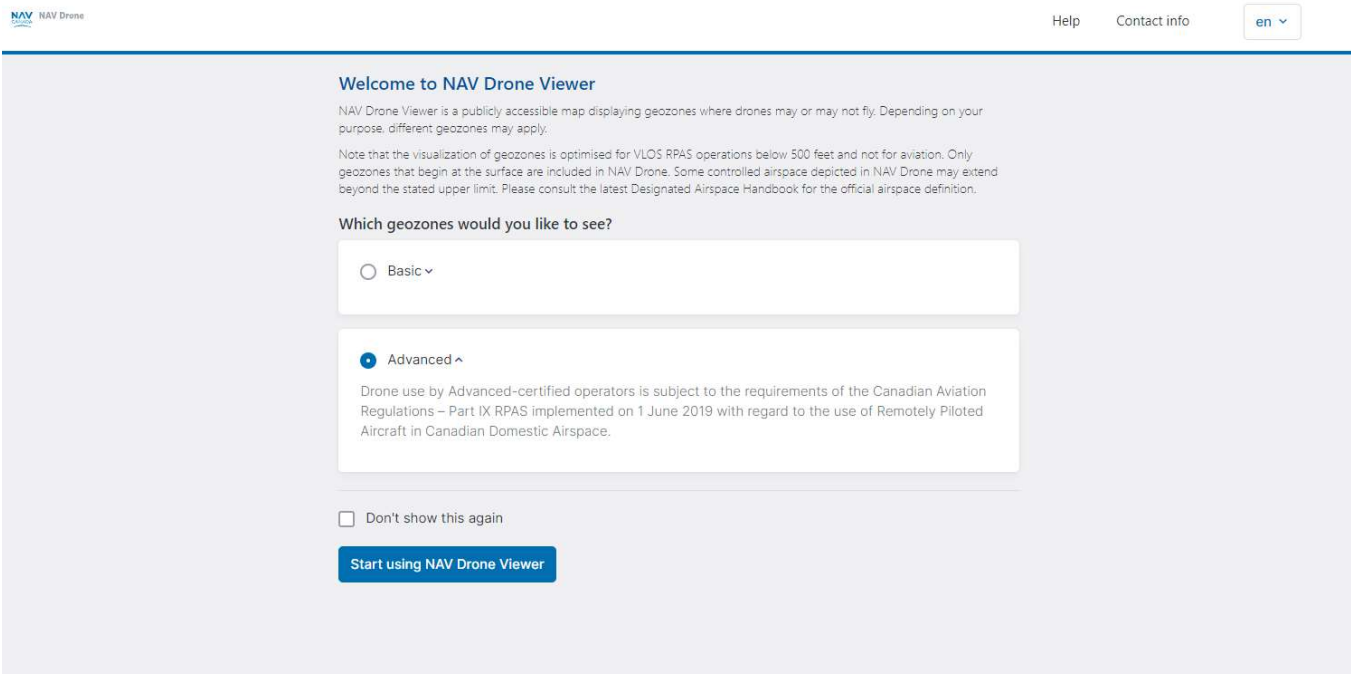 NAV CANADA NAV Drone
Help Contact info en
Welcome to NAV Drone Viewer
NAV Drone Viewer is a publicly accessible map displaying geozones where drones may or may not fly. Depending on your
purpose, different geozones may apply.
Note that the visualization of geozones is optimised for VLOS RPAS operations below 500 feet and not for aviation. Only
geozones that begin at the surface are included in NAV Drone. Some controlled airspace depicted in NAV Drone may extend
beyond the stated upper limit. Please consult the latest Designated Airspace Handbook for the official airspace definition.
Which geozones would you like to see?
Basic
Advanced
Drone use by Advanced-certified operators is subject to the requirements of the Canadian Aviation
Regulations – Part IX RPAS implemented on 1 June 2019 with regard to the use of Remotely Piloted
Aircraft in Canadian Domestic Airspace.
Don't show this again
Start using NAV Drone Viewer